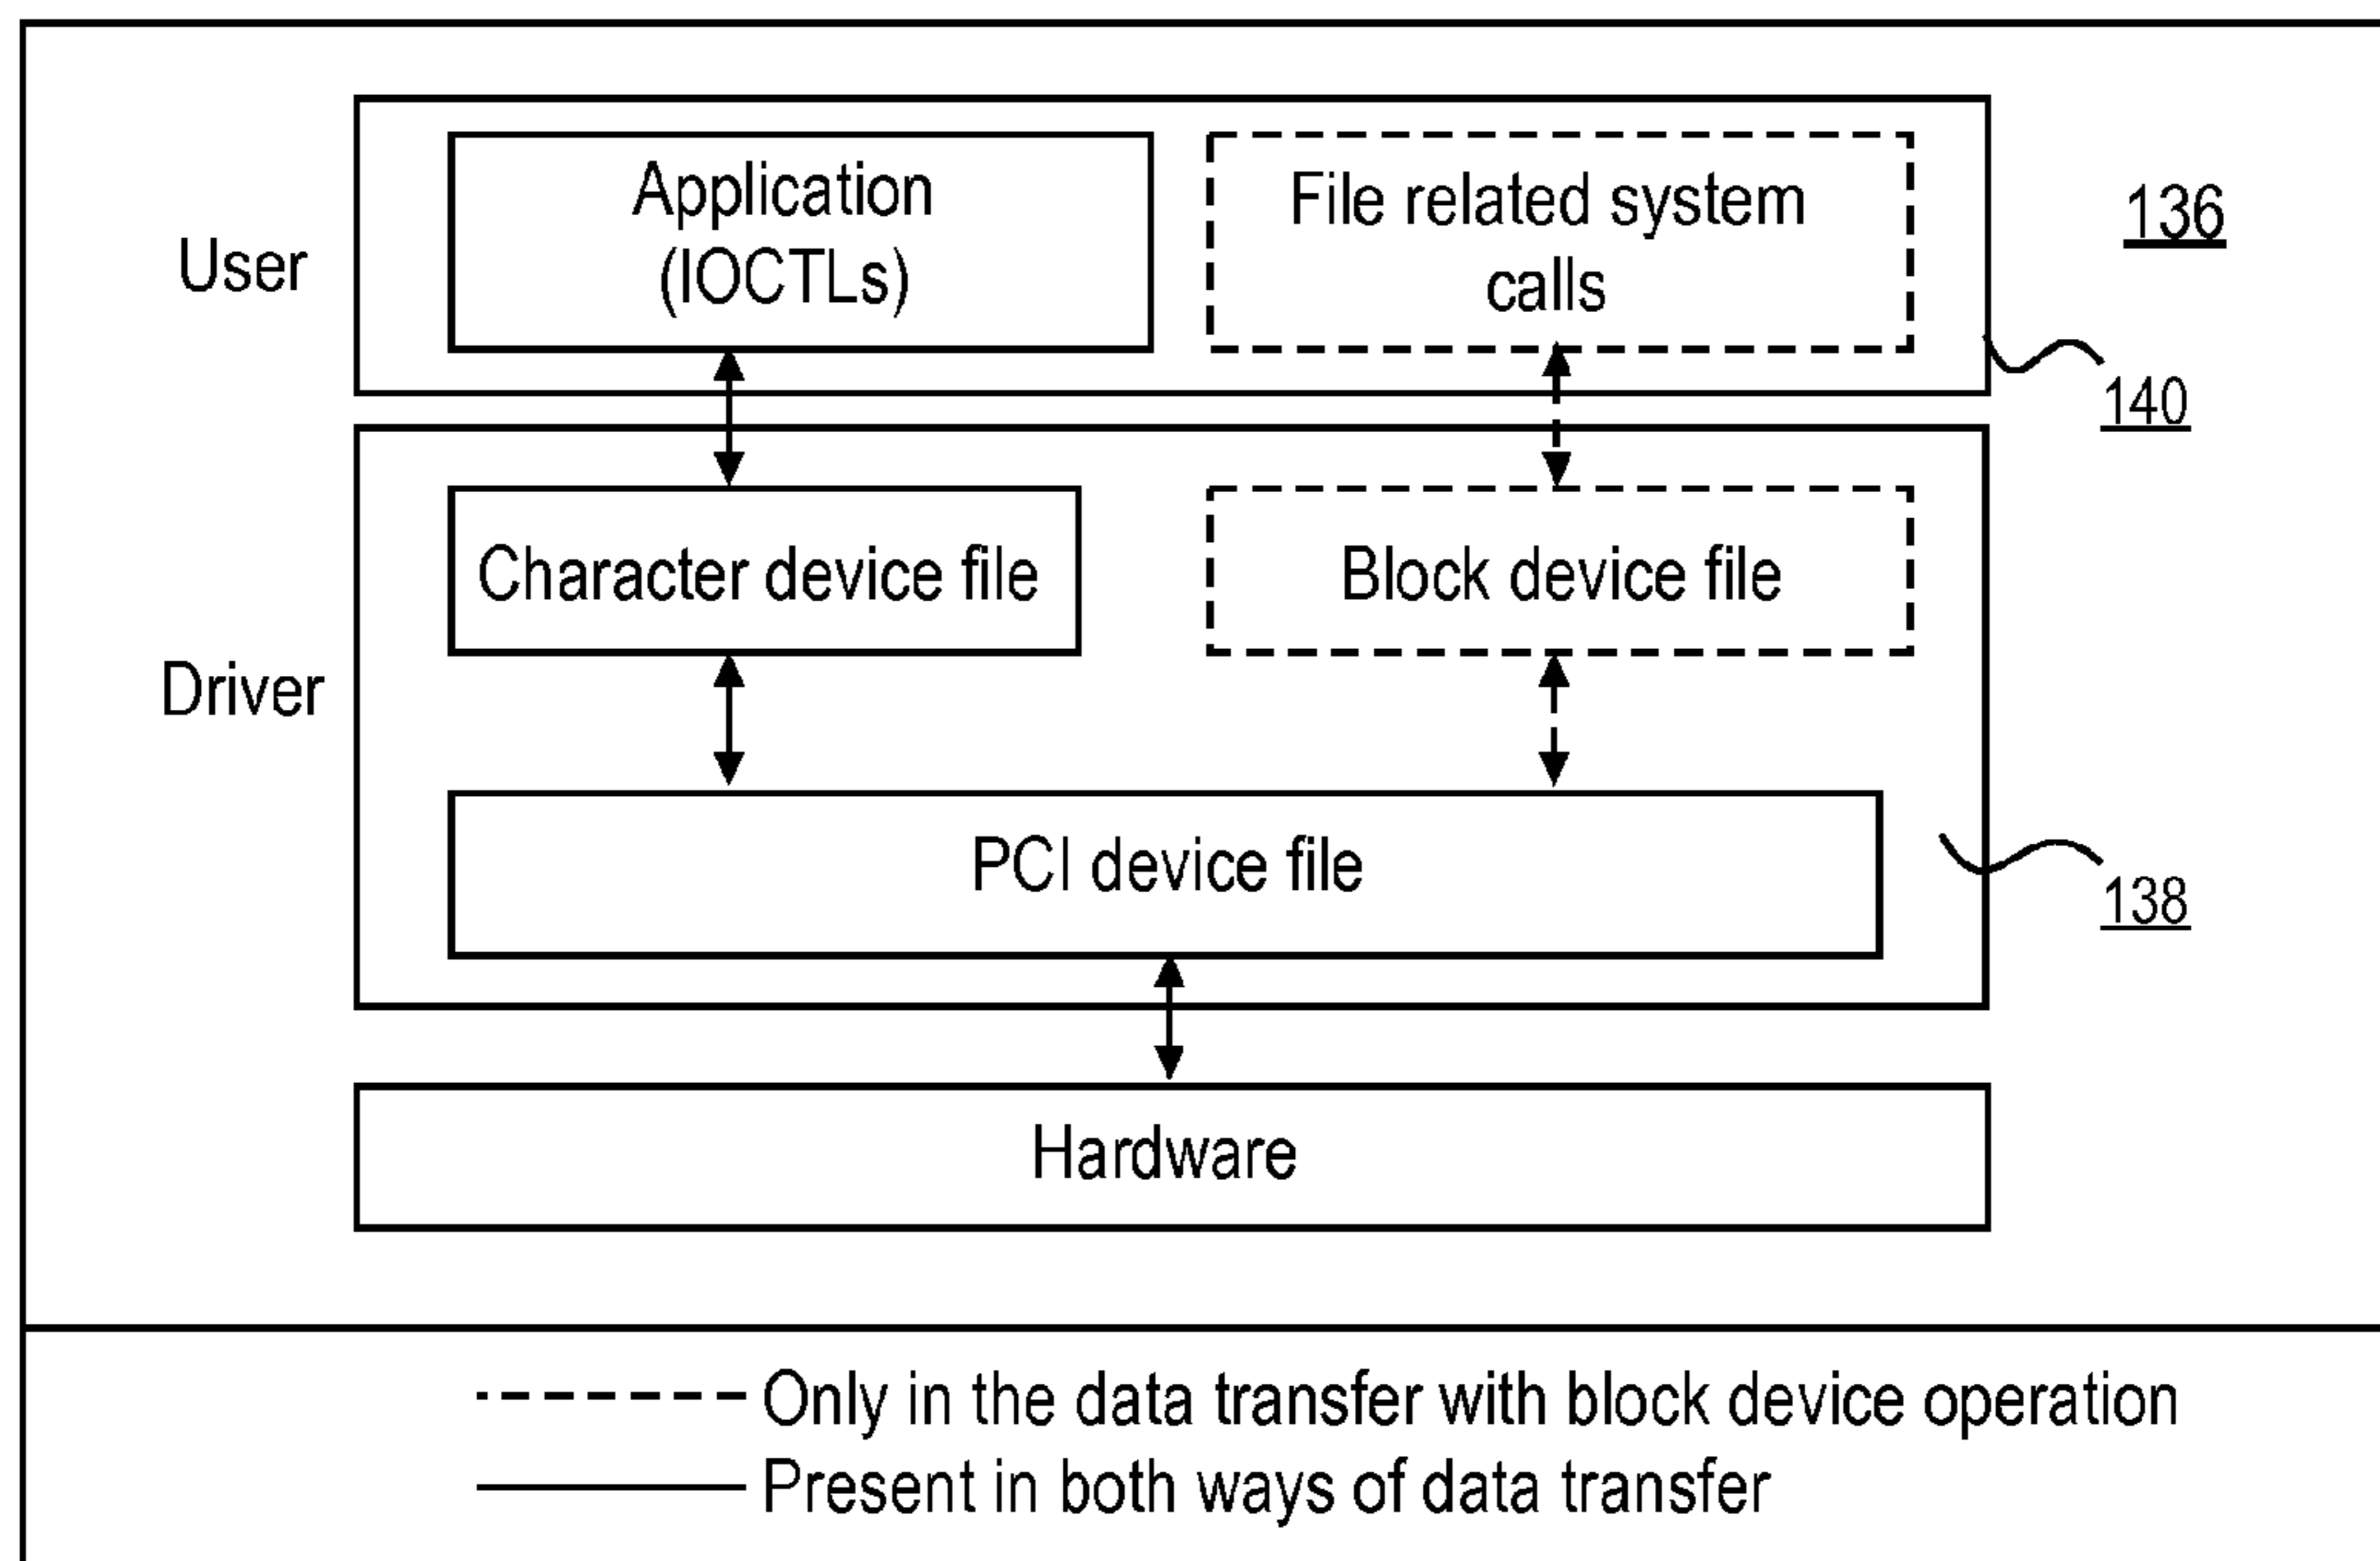 Application
(IOCTLs)
File related system
calls
136
User
140
Character device file
Block device file
Driver
PCI device file
138
Hardware
Only in the data transfer with block device operation
Present in both ways of data transfer